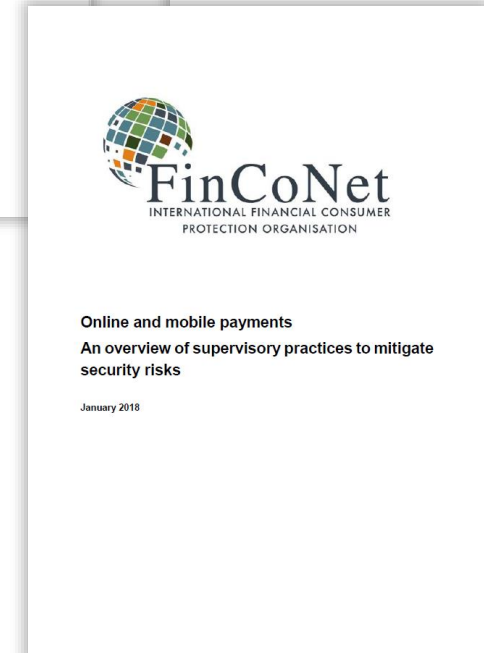 FinCoNet
INTERNATIONAL FINANCIAL CONSUMER
PROTECTION ORGANISATION
Online and mobile payments
An overview of supervisory practices to mitigate
security risks
January 2018